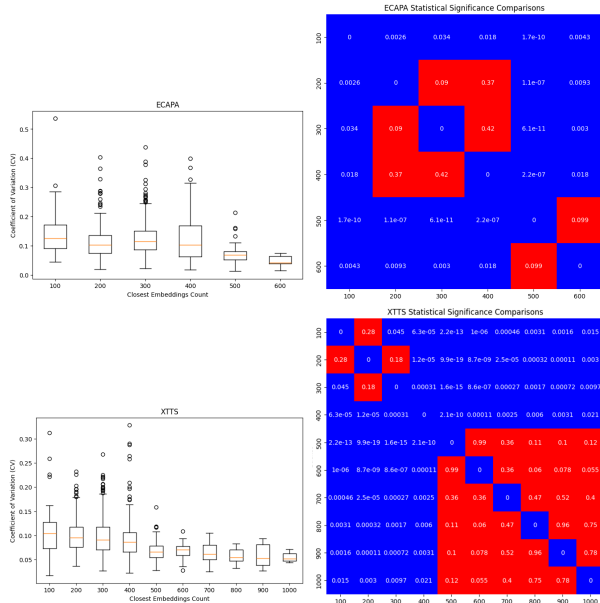 ECAPA
Coefficient of Variation (CV)
0.5
0.4
0.3
0.2
0.1
0.0
100 200 300 400 500 600
Closest Embeddings Count
ECAPA Statistical Significance Comparisons
100 0 0.0026 0.034 0.018 1.7e-10 0.0043
200 0.0026 0 0.09 0.37 1.1e-07 0.0093
300 0.034 0.09 0 0.42 6.1e-11 0.003
400 0.018 0.37 0.42 0 2.2e-07 0.018
500 1.7e-10 1.1e-07 6.1e-11 2.2e-07 0 0.099
600 0.0043 0.0093 0.003 0.018 0.099 0
100 200 300 400 500 600
XTTS
Coefficient of Variation (CV)
0.30
0.25
0.20
0.15
0.10
0.05
100 200 300 400 500 600 700 800 900 1000
Closest Embeddings Count
XTTS Statistical Significance Comparisons
100 0 0.28 0.045 6.3e-05 2.2e-13 1e-06 0.00046 0.0031 0.0016 0.015
200 0.28 0 0.18 1.2e-05 9.9e-19 8.7e-09 2.5e-05 0.00032 0.00011 0.003
300 0.045 0.18 0 0.00031 1.6e-15 8.6e-07 0.00027 0.0017 0.00072 0.0097
400 6.3e-05 1.2e-05 0.00031 0 2.1e-10 0.00011 0.0025 0.006 0.0031 0.021
500 2.2e-13 9.9e-19 1.6e-15 2.1e-10 0 0.99 0.36 0.11 0.1 0.12
600 1e-06 8.7e-09 8.6e-07 0.00011 0.99 0 0.36 0.06 0.078 0.055
700 0.00046 2.5e-05 0.00027 0.0025 0.36 0.36 0 0.47 0.52 0.4
800 0.0031 0.00032 0.0017 0.006 0.11 0.06 0.47 0 0.96 0.75
900 0.0016 0.00011 0.00072 0.0031 0.1 0.078 0.52 0.96 0 0.78
1000 0.015 0.003 0.0097 0.021 0.12 0.055 0.4 0.75 0.78 0
100 200 300 400 500 600 700 800 900 1000